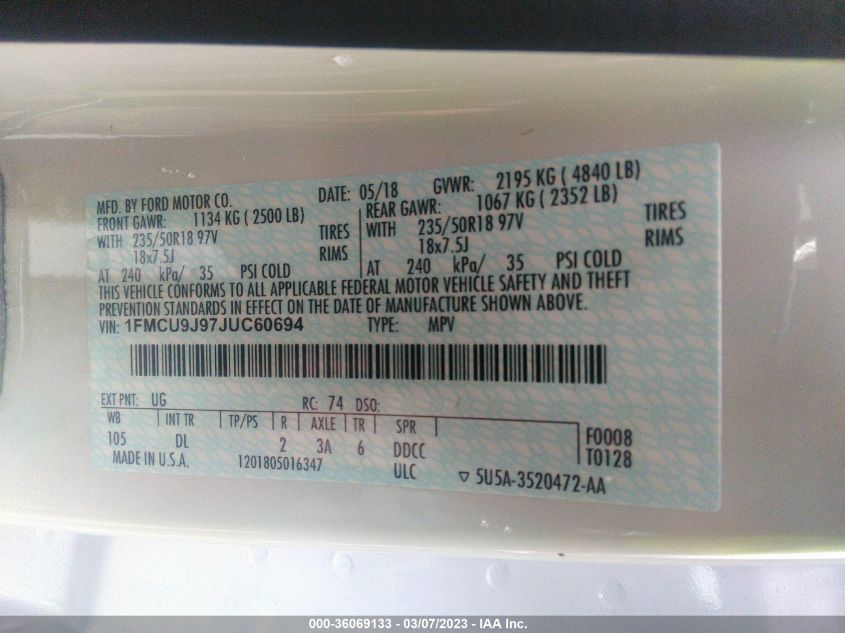 MFD. BY FORD MOTOR CO. DATE: 05/18 GVWR: 2195 KG ( 4840 LB)
FRONT GAWR: 1134 KG ( 2500 LB) REAR GAWR: 1067 KG ( 2352 LB)
WITH 235/50R18 97V TIRES WITH 235/50R18 97V TIRES
18x7.5J RIMS 18x7.5J RIMS
AT 240 kPa/ 35 PSI COLD AT 240 kPa/ 35 PSI COLD
THIS VEHICLE CONFORMS TO ALL APPLICABLE FEDERAL MOTOR VEHICLE SAFETY AND THEFT
PREVENTION STANDARDS IN EFFECT ON THE DATE OF MANUFACTURE SHOWN ABOVE.
VIN: 1FMCU9J97JUC60694 TYPE: MPV
EXT PNT: UG RC: 74 DSO:
WB INT TR TP/PS R AXLE TR SPR F0008
105 DL 2 3A 6 DDCC T0128
MADE IN U.S.A. 1201805016347 ULC ▽ 5U5A-3520472-AA
000-36069133 - 03/07/2023 - IAA Inc.